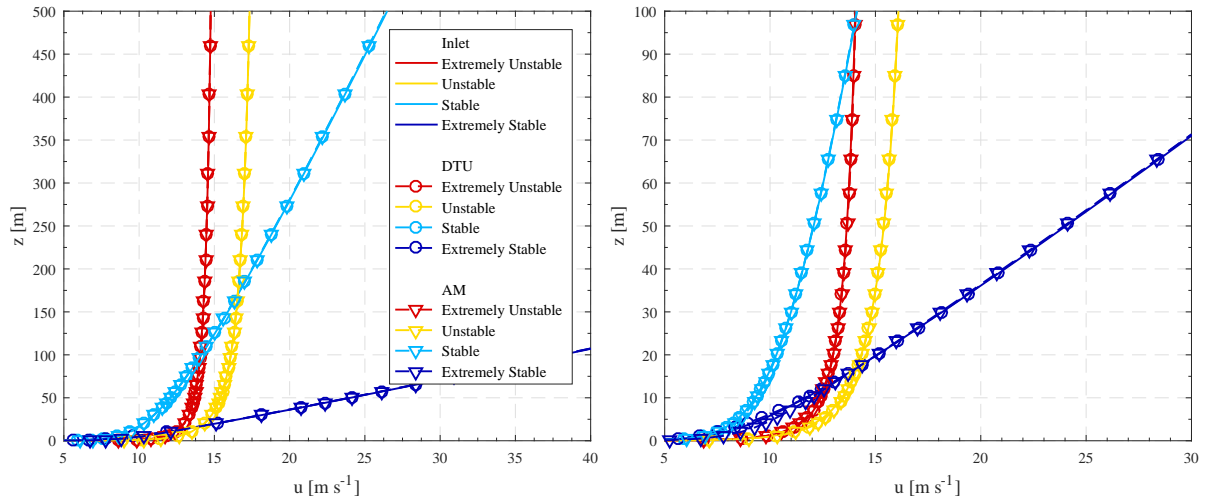 500
450
400
350
300
250
200
150
100
50
0
z [m]
5
10
15
20
25
30
35
40
u [m s-1]
Inlet
Extremely Unstable
Unstable
Stable
Extremely Stable
DTU
Extremely Unstable
Unstable
Stable
Extremely Stable
AM
Extremely Unstable
Unstable
Stable
Extremely Stable
100
90
80
70
60
50
40
30
20
10
0
z [m]
5
10
15
20
25
30
u [m s-1]